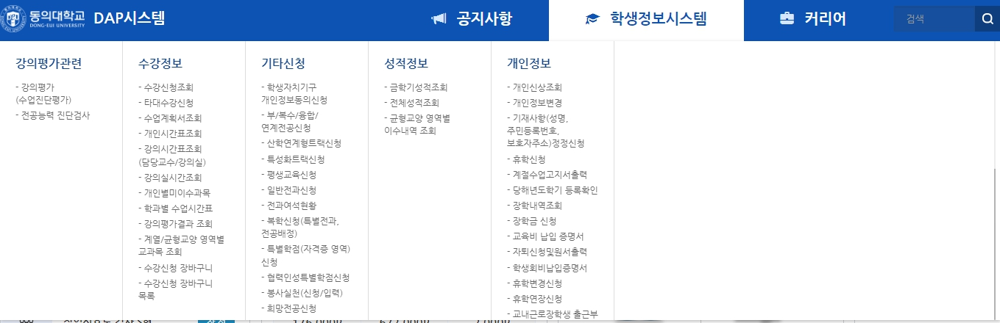 동의대학교
DONG-EUI UNIVERSITY
DAP시스템
공지사항
학생정보시스템
커리어
검색
강의평가관련
- 강의평가
(수업진단평가)
- 전공능력 진단검사
수강정보
- 수강신청조회
- 타대수강신청
- 수업계획서조회
- 개인시간표조회
- 강의시간표조회
(담당교수/강의실)
- 강의실시간조회
- 개인별미이수과목
- 학과별 수업시간표
- 강의평가결과 조회
- 계열/균형교양 영역별
교과목 조회
- 수강신청 장바구니
- 수강신청 장바구니
목록
기타신청
- 학생자치기구
개인정보동의신청
- 부/복수/융합/
연계전공신청
- 산학연계형트랙신청
- 특성화트랙신청
- 평생교육신청
- 일반전과신청
- 전과여석현황
- 복학신청(특별전과,
전공배정)
- 특별학점(자격증 영역)
신청
- 협력인성특별학점신청
- 봉사실천(신청/입력)
- 희망전공신청
성적정보
- 금학기성적조회
- 전체성적조회
- 균형교양 영역별
이수내역 조회
개인정보
- 개인신상조회
- 개인정보변경
- 기재사항(성명,
주민등록번호,
보호자주소)정정신청
- 휴학신청
- 계절수업고지서출력
- 당해년도학기 등록확인
- 장학내역조회
- 장학금 신청
- 교육비 납입 증명서
- 자퇴신청및원서출력
- 학생회비납입증명서
- 휴학변경신청
- 휴학연장신청
- 교내근로장학생 출근부